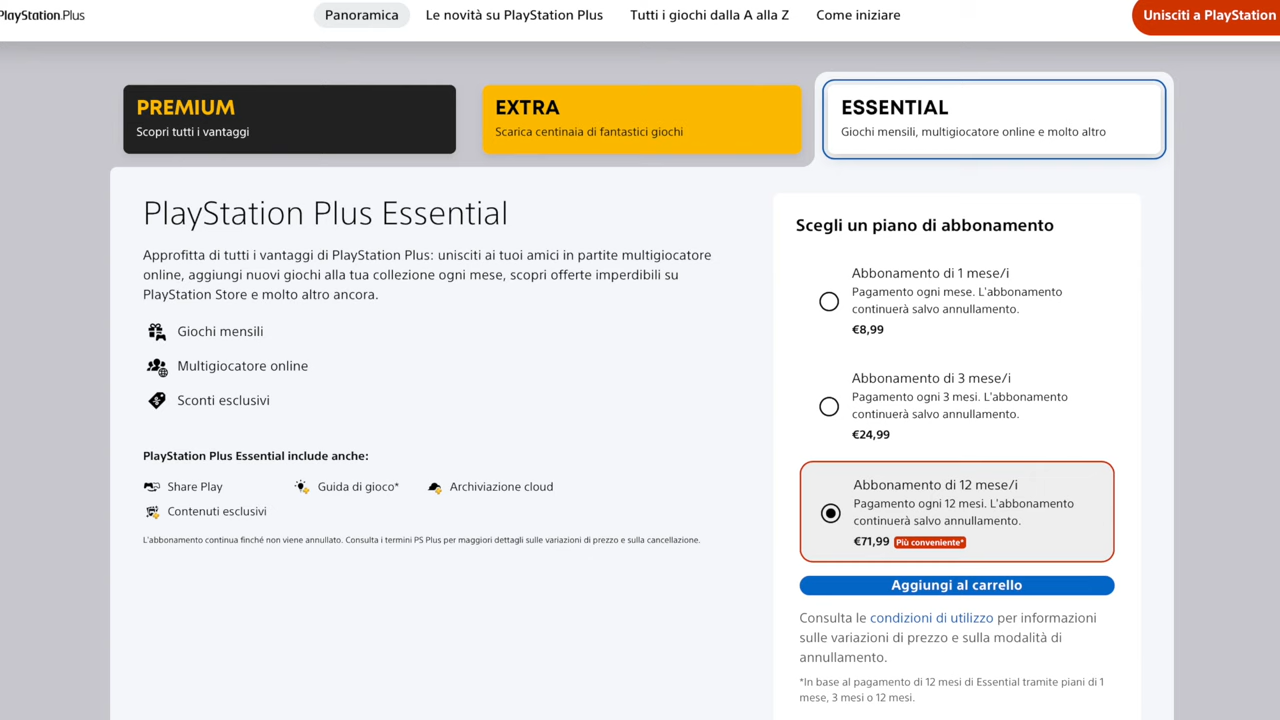 PlayStation.Plus
Panoramica
Le novità su PlayStation Plus
Tutti i giochi dalla A alla Z
Come iniziare
Unisciti a PlayStation
PREMIUM
Scopri tutti i vantaggi
EXTRA
Scarica centinaia di fantastici giochi
ESSENTIAL
Giochi mensili, multigiocatore online e molto altro
PlayStation Plus Essential
Approfitta di tutti i vantaggi di PlayStation Plus: unisciti ai tuoi amici in partite multigiocatore
online, aggiungi nuovi giochi alla tua collezione ogni mese, scopri offerte imperdibili su
PlayStation Store e molto altro ancora.
Giochi mensili
Multigiocatore online
Sconti esclusivi
PlayStation Plus Essential include anche:
Share Play
Guida di gioco*
Archiviazione cloud
Contenuti esclusivi
L'abbonamento continua finché non viene annullato. Consulta i termini PS Plus per maggiori dettagli sulle variazioni di prezzo e sulla cancellazione.
Scegli un piano di abbonamento
Abbonamento di 1 mese/i
Pagamento ogni mese. L'abbonamento
continuerà salvo annullamento.
€8,99
Abbonamento di 3 mese/i
Pagamento ogni 3 mesi. L'abbonamento
continuerà salvo annullamento.
€24,99
Abbonamento di 12 mese/i
Pagamento ogni 12 mesi. L'abbonamento
continuerà salvo annullamento.
€71,99 Più conveniente*
Aggiungi al carrello
Consulta le condizioni di utilizzo per informazioni
sulle variazioni di prezzo e sulla modalità di
annullamento.
*In base al pagamento di 12 mesi di Essential tramite piani di 1
mese, 3 mesi o 12 mesi.